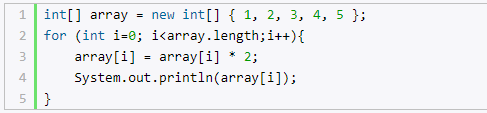 1 int[] array = new int[] { 1, 2, 3, 4, 5 };
2 for (int i=0; i<array.length;i++){
3     array[i] = array[i] * 2;
4     System.out.println(array[i]);
5 }